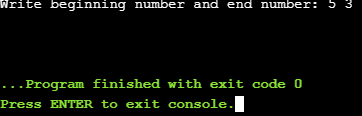 Write beginning number and end number: 5 3
...Program finished with exit code 0
Press ENTER to exit console.